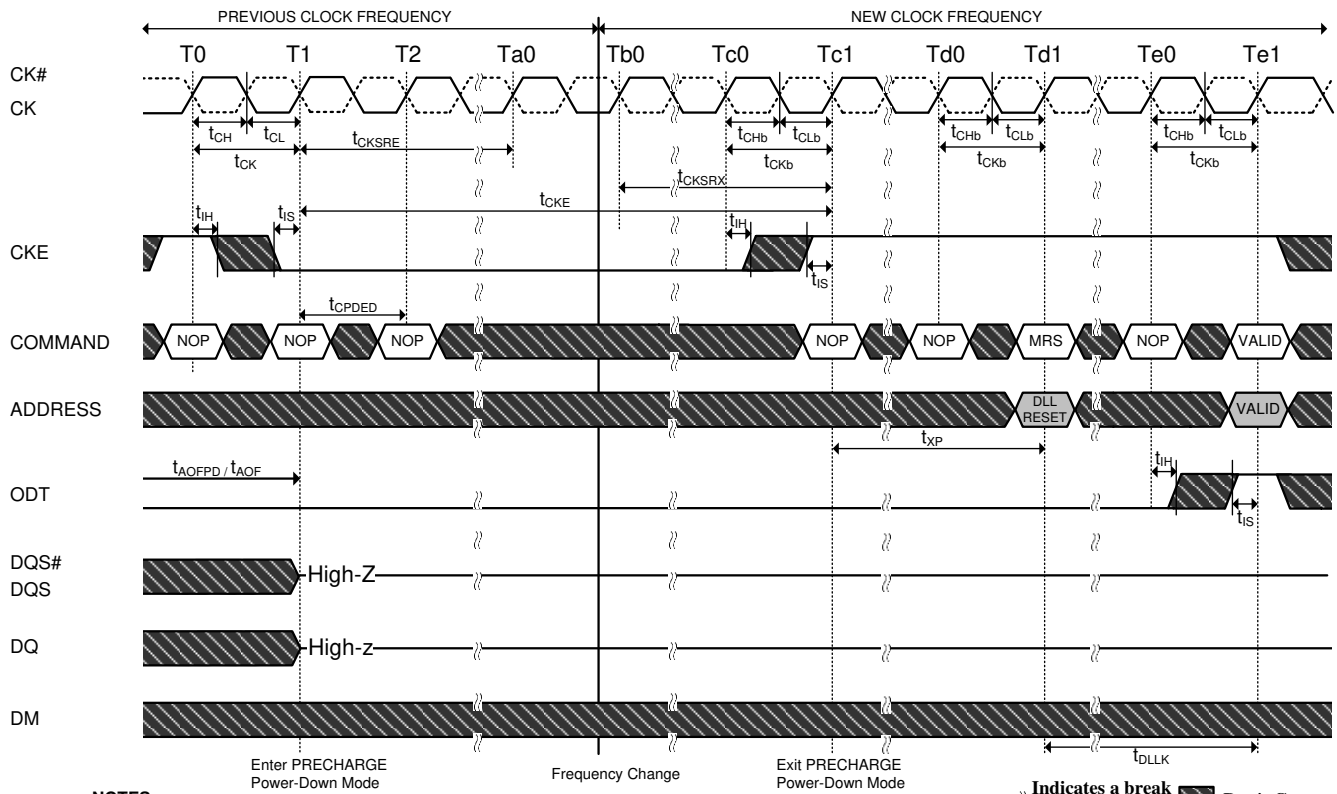 PREVIOUS CLOCK FREQUENCY NEW CLOCK FREQUENCY
T0 T1 T2 Ta0 Tb0 Tc0 Tc1 Td0 Td1 Te0 Te1
CK#
CK
tCH tCL tCHb tCLb tCHb tCLb tCHb tCLb
tCK tCKSRE tCKb tCKb tCKb
tCKSRX
tCKE
tIH tIS tIH
CKE
tIS
tCPDED
COMMAND NOP NOP NOP NOP NOP MRS NOP VALID
ADDRESS DLL RESET VALID
tXP
tAOFPD / tAOF tIH
ODT
tIS
DQS#
DQS High-Z
DQ High-z
DM
tDLLK
Enter PRECHARGE
Power-Down Mode
Frequency Change
Exit PRECHARGE
Power-Down Mode
Indicates a break